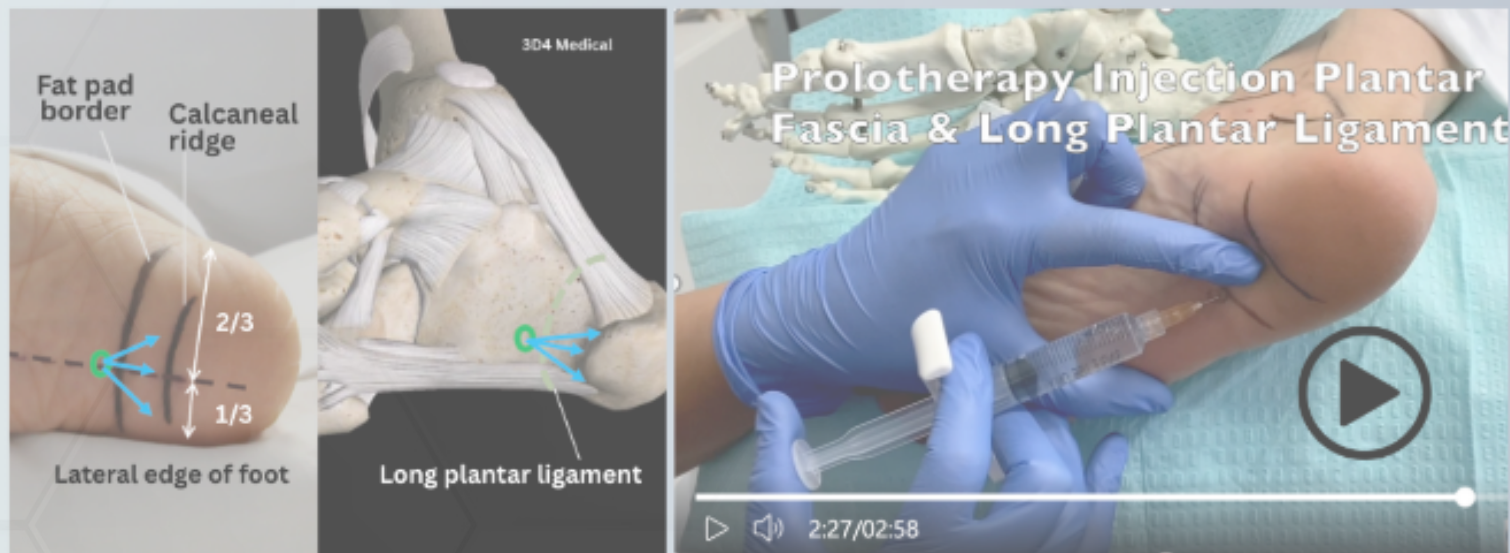 Fat pad
border
Calcaneal
ridge
2/3
1/3
Lateral edge of foot
3D4 Medical
Long plantar ligament
Prolotherapy Injection Plantar
Fascia & Long Plantar Ligament
2:27/02:58